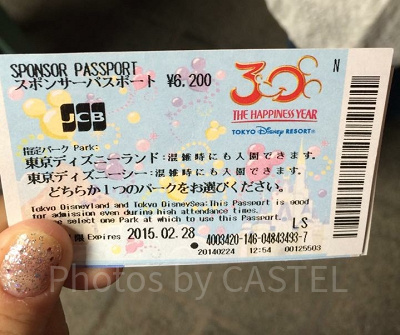 SPONSOR PASSPORT
スポンサーパスポート ¥6,200
JCB
30
THE HAPPINESS YEAR
TOKYO Disney RESORT®
N
指定パーク Park:
東京ディズニーランド:混雑時にも入園できます。
東京ディズニーシー:混雑時にも入園できます。
どちらか1つのパークをお選びください。
Tokyo Disneyland and Tokyo DisneySea:This Passport is good
for admission even during high attendance times.
select one Park at which to use this Passport.
限 Expires 2015.02.28
LS
4003420-146-04843493-7
20140224 12:54 00125503
Photos by CASTEL